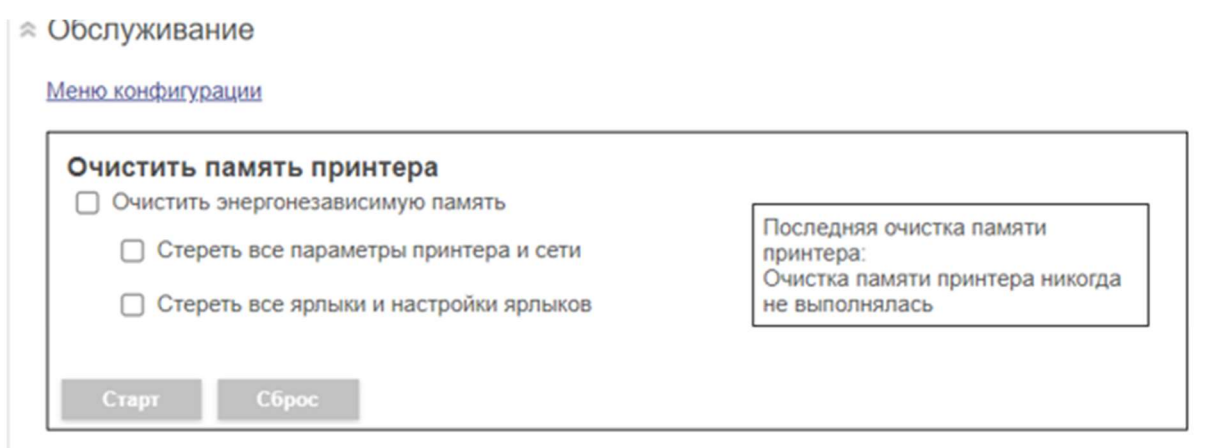 Обслуживание
Меню конфигурации
Очистить память принтера
Очистить энергонезависимую память
Стереть все параметры принтера и сети
Стереть все ярлыки и настройки ярлыков
Последняя очистка памяти
принтера:
Очистка памяти принтера никогда
не выполнялась
Старт
Сброс